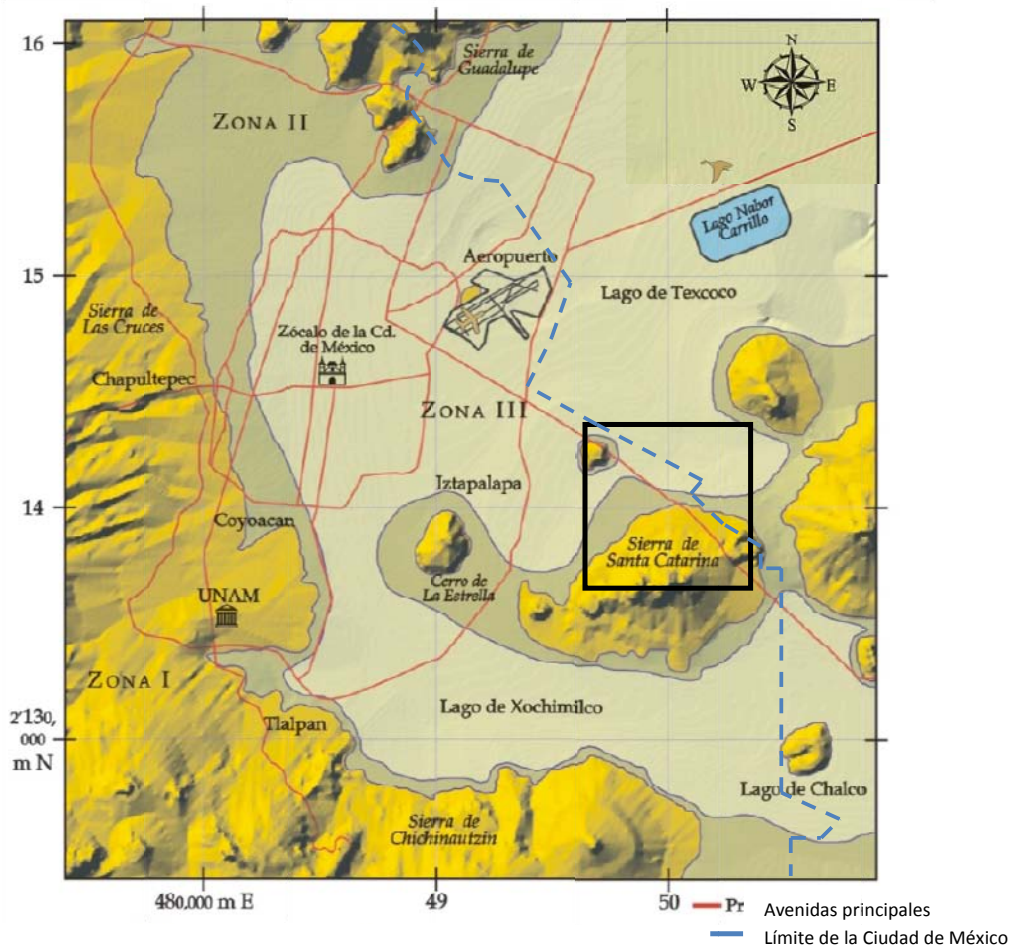 16
Sierra de
Guadalupe
N
W
E
S
ZONA II
Lago Nabor
Carrillo
Aeropuerto
15
Lago de Texcoco
Sierra de
Las Cruces
Zócalo de la Cd.
de México
Chapultepec
ZONA III
Iztapalapa
14
Coyoacan
Sierra de
Santa Catarina
Cerro de
La Estrella
UNAM
ZONA I
Lago de Xochimilco
2'130,
000
m N
Tlalpan
Lago de Chalco
Sierra de
Chichinautzin
480,000 m E
49
50
Pr
Avenidas principales
Límite de la Ciudad de México